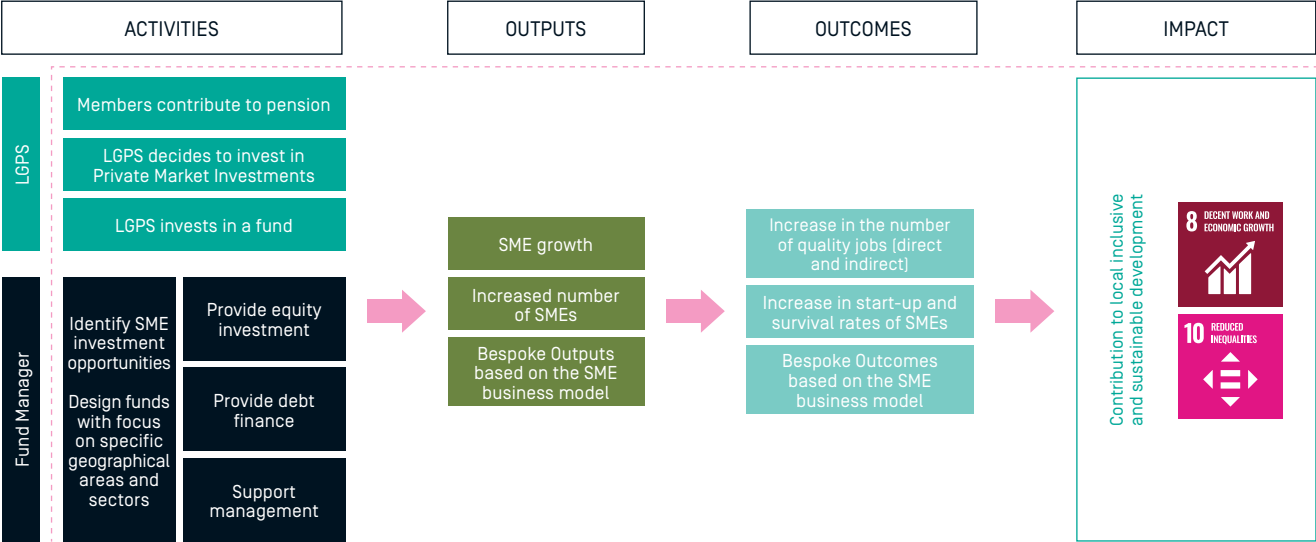 ACTIVITIES
OUTPUTS
OUTCOMES
IMPACT
LGPS
Members contribute to pension
LGPS decides to invest in
Private Market Investments
LGPS invests in a fund
Fund Manager
Identify SME
investment
opportunities
Design funds
with focus
on specific
geographical
areas and
sectors
Provide equity
investment
Provide debt
finance
Support
management
SME growth
Increased number
of SMEs
Bespoke Outputs
based on the SME
business model
Increase in the number
of quality jobs (direct
and indirect)
Increase in start-up and
survival rates of SMEs
Bespoke Outcomes
based on the SME
business model
Contribution to local inclusive
and sustainable development
8 DECENT WORK AND
ECONOMIC GROWTH
10 REDUCED
INEQUALITIES